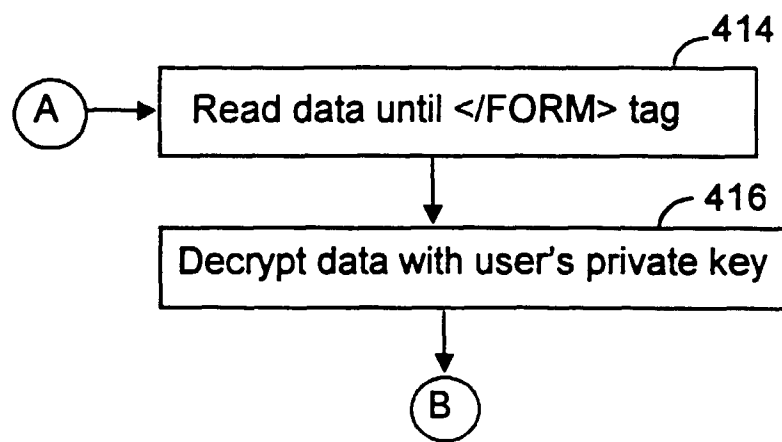 414
A
Read data until </FORM> tag
416
Decrypt data with user's private key
B